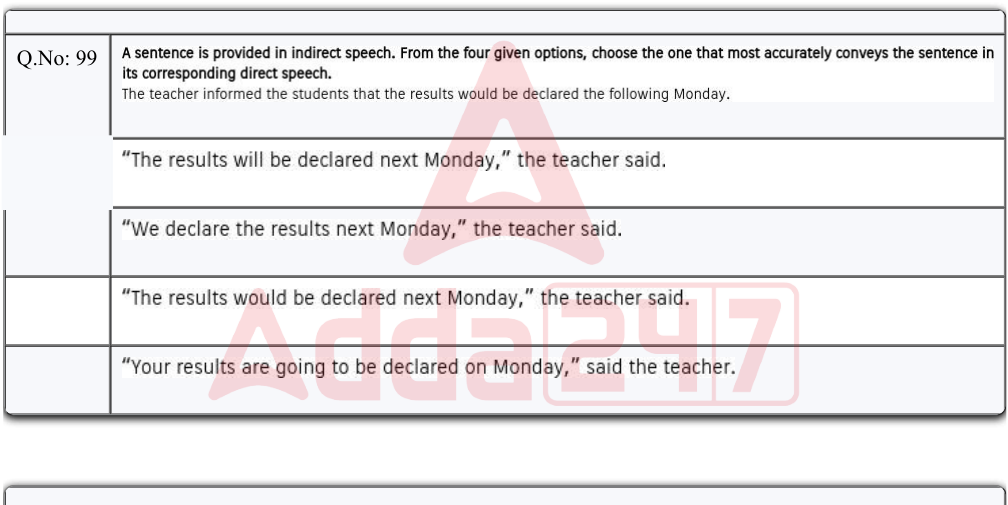 Q.No: 99
A sentence is provided in indirect speech. From the four given options, choose the one that most accurately conveys the sentence in
its corresponding direct speech.
The teacher informed the students that the results would be declared the following Monday.
“The results will be declared next Monday,” the teacher said.
“We declare the results next Monday,” the teacher said.
“The results would be declared next Monday,” the teacher said.
“Your results are going to be declared on Monday,” said the teacher.
Adda247